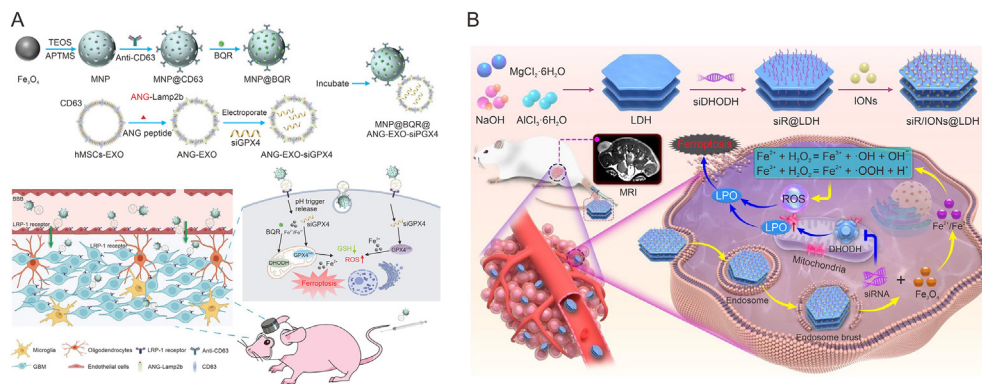 A
TEOS
APTMS
Anti-CD63
BQR
Fe₃O₄
MNP
MNP@CD63
MNP@BQR
Incubate
MNP@BQR@
ANG-EXO-siPGX4
CD63
ANG-Lamp2b
ANG peptide
Electroporate
siGPX4
hMSCs-EXO
ANG-EXO
ANG-EXO-siGPX4
BBB
LRP-1 receptor
LRP-1 receptor
pH trigger
release
BQR
Fe²⁺/Fe³⁺
siGPX4
siGPX4
DHODH
GPX4
GPX4
Fe³⁺
GSH
ROS
Ferroptosis
Microglia
Oligodendrocytes
LRP-1 receptor
Anti-CD63
GBM
Endothelial cells
ANG-Lamp2b
CD63
B
MgCl₂·6H₂O
NaOH
AlCl₃·6H₂O
LDH
siDHODH
siR@LDH
IONs
siR/IONs@LDH
MRI
Ferroptosis
Fe²⁺ + H₂O₂ = Fe³⁺ + ·OH + OH⁻
Fe³⁺ + H₂O₂ = Fe²⁺ + ·OOH + H⁺
LPO
ROS
LPO
DHODH
Mitochondria
Fe²⁺/Fe³⁺
siRNA
+
Fe₃O₄
Endosome
Endosome brust